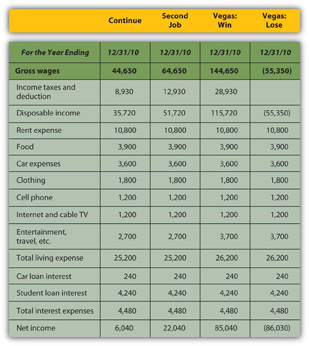 Continue Second Job Vegas: Win Vegas: Lose
For the Year Ending 12/31/10 12/31/10 12/31/10 12/31/10
Gross wages 44,650 64,650 144,650 (55,350)
Income taxes and deduction 8,930 12,930 28,930
Disposable income 35,720 51,720 115,720 (55,350)
Rent expense 10,800 10,800 10,800 10,800
Food 3,900 3,900 3,900 3,900
Car expenses 3,600 3,600 3,600 3,600
Clothing 1,800 1,800 1,800 1,800
Cell phone 1,200 1,200 1,200 1,200
Internet and cable TV 1,200 1,200 1,200 1,200
Entertainment, travel, etc. 2,700 2,700 3,700 3,700
Total living expense 25,200 25,200 26,200 26,200
Car loan interest 240 240 240 240
Student loan interest 4,240 4,240 4,240 4,240
Total interest expenses 4,480 4,480 4,480 4,480
Net income 6,040 22,040 85,040 (86,030)